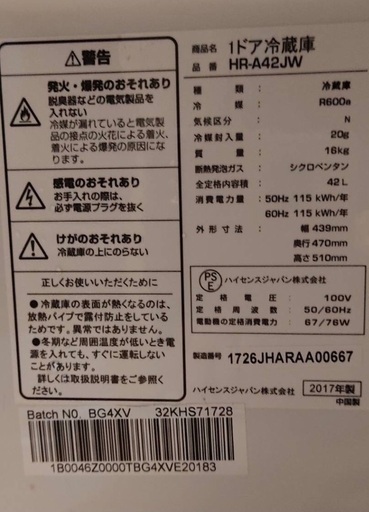 ⚠警告
発火・爆発のおそれあり
脱臭器などの電気製品を
入れない
冷媒が漏れていると電気製
品の接点の火花による着火、
着火による爆発の原因にな
ります。
感電のおそれあり
お手入れの際は、
必ず電源プラグを抜く
けがのおそれあり
冷蔵庫の上にのらない
正しくお使いいただくために
●冷蔵庫の表面が熱くなるのは、
放熱パイプで露付防止をしている
ためです。異常ではありません。
●冬期など周囲温度が低いとき電
源を入れても、すぐに運転しない
ことがあります。
詳しくは取扱説明書をご覧ください。
商品名 1ドア冷蔵庫
品番 HR-A42JW
種類: 冷蔵庫
冷媒: R600a
気候区分: N
冷媒封入量: 20g
質量: 16kg
断熱発泡ガス: シクロペンタン
全定格内容積: 42L
消費電力量: 50Hz 115 kWh/年
60Hz 115 kWh/年
外形寸法: 幅 439mm
奥行 470mm
高さ 510mm
PSE ハイセンスジャパン株式会社
定格電圧: 100V
定格周波数: 50/60Hz
電動機の定格消費電力: 67/76W
製造番号 1726JHARAA00667
ハイセンスジャパン株式会社
2017年製
中国製
Batch N0. BG4XV 32KHS71728
1B0046Z0000TBG4XVE20183